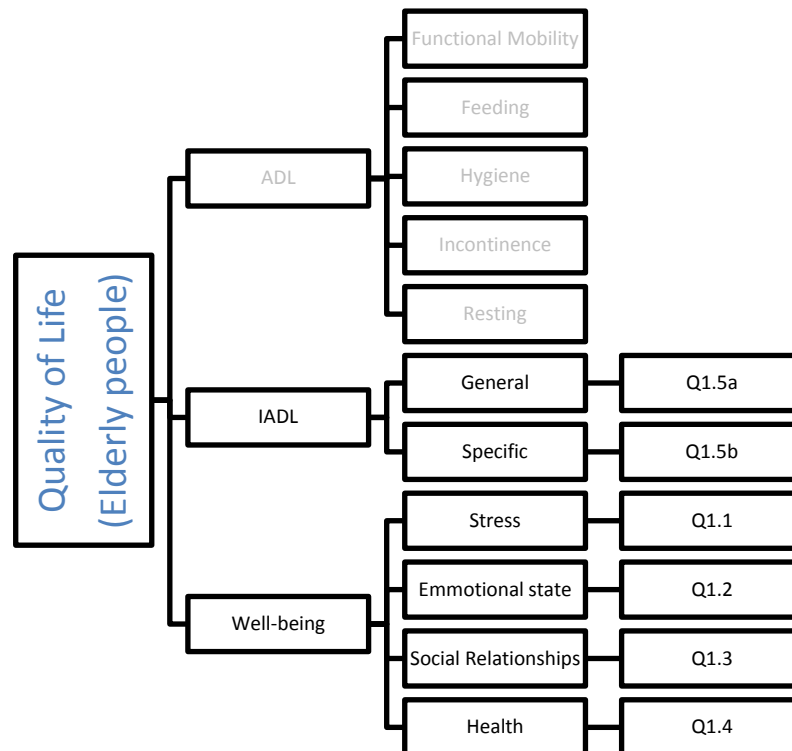 Quality of Life
(Elderly people)
ADL
Functional Mobility
Feeding
Hygiene
Incontinence
Resting
IADL
General
Q1.5a
Specific
Q1.5b
Well-being
Stress
Q1.1
Emmotional state
Q1.2
Social Relationships
Q1.3
Health
Q1.4